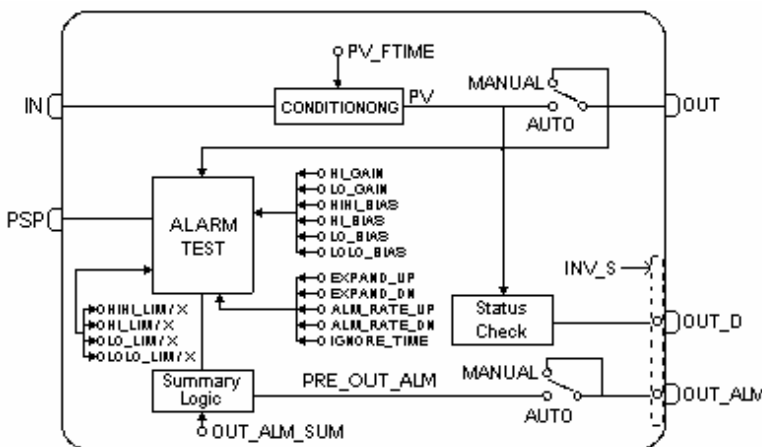 PV_FTIME
MANUAL
IN
CONDITIONONG
PV
OUT
AUTO
HI_GAIN
LO_GAIN
HIHI_BIAS
HI_BIAS
LO_BIAS
LOLO_BIAS
PSP
ALARM
TEST
INV_S
EXPAND_UP
EXPAND_DN
ALM_RATE_UP
ALM_RATE_DN
IGNORE_TIME
HIHI_LIM/X
HI_LIM/X
LO_LIM/X
LOLO_LIM/X
Status
Check
OUT_D
Summary
Logic
PRE_OUT_ALM
MANUAL
AUTO
OUT_ALM
OUT_ALM_SUM